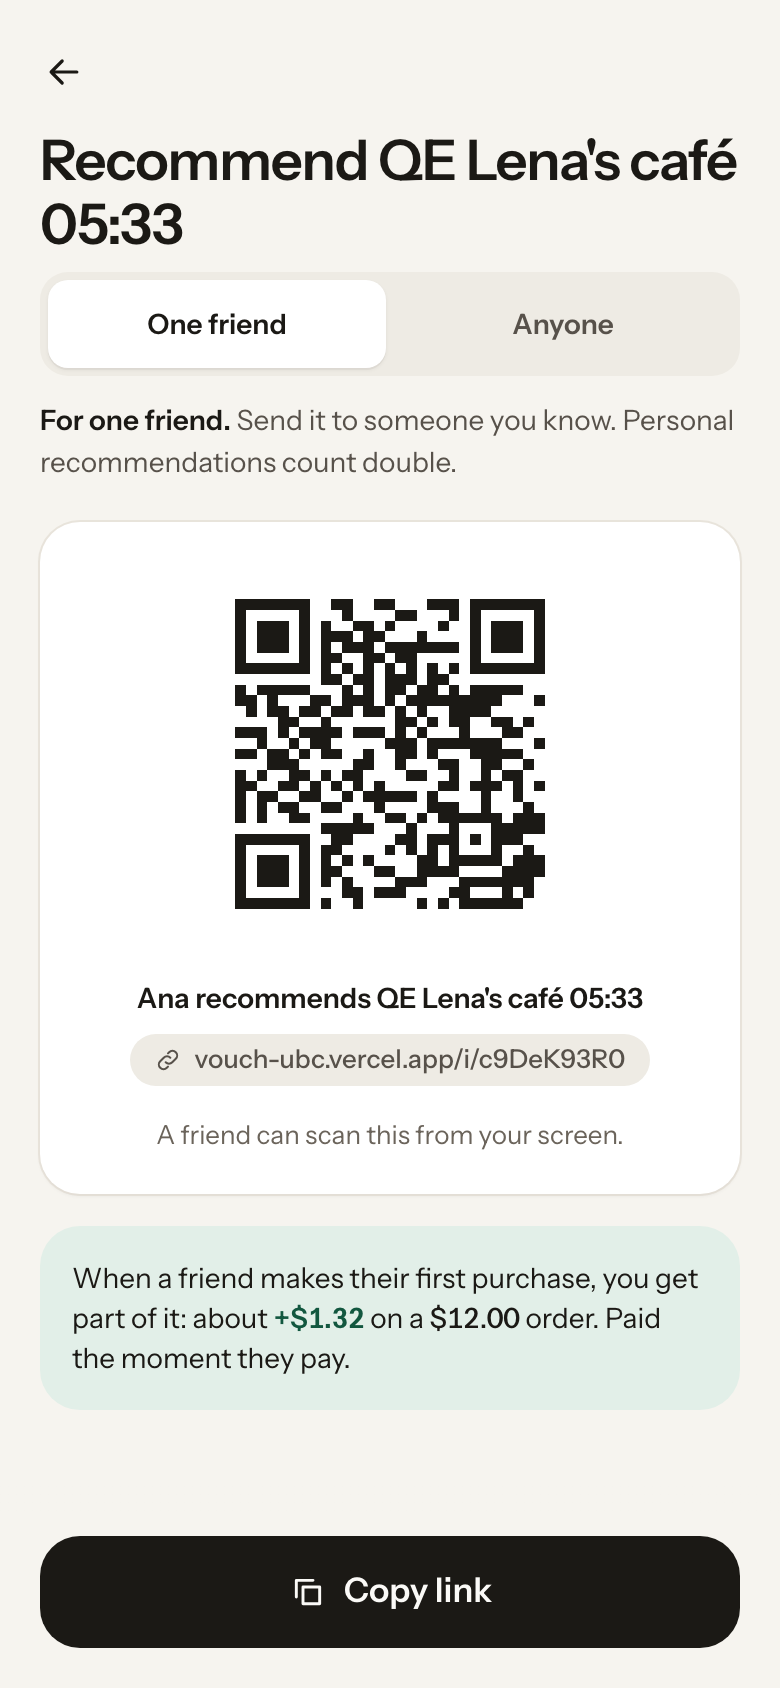 Recommend QE Lena's café
05:33
One friend
Anyone
For one friend. Send it to someone you know. Personal
recommendations count double.
Ana recommends QE Lena's café 05:33
vouch-ubc.vercel.app/i/c9DeK93R0
A friend can scan this from your screen.
When a friend makes their first purchase, you get
part of it: about +$1.32 on a $12.00 order. Paid
the moment they pay.
Copy link